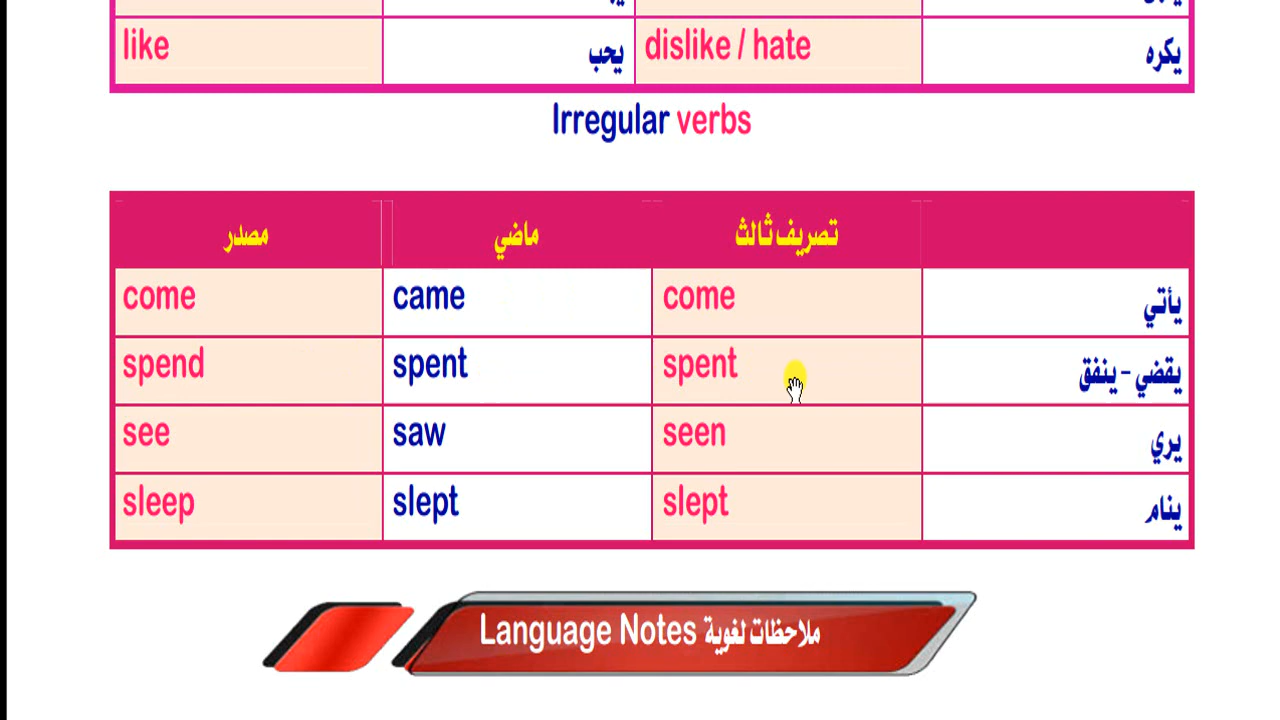 like يحب dislike / hate يكره
Irregular verbs
مصدر ماضي تصريف ثالث
come came come يأتي
spend spent spent يقضي – ينفق
see saw seen يري
sleep slept slept ينام
Language Notes ملاحظات لغوية